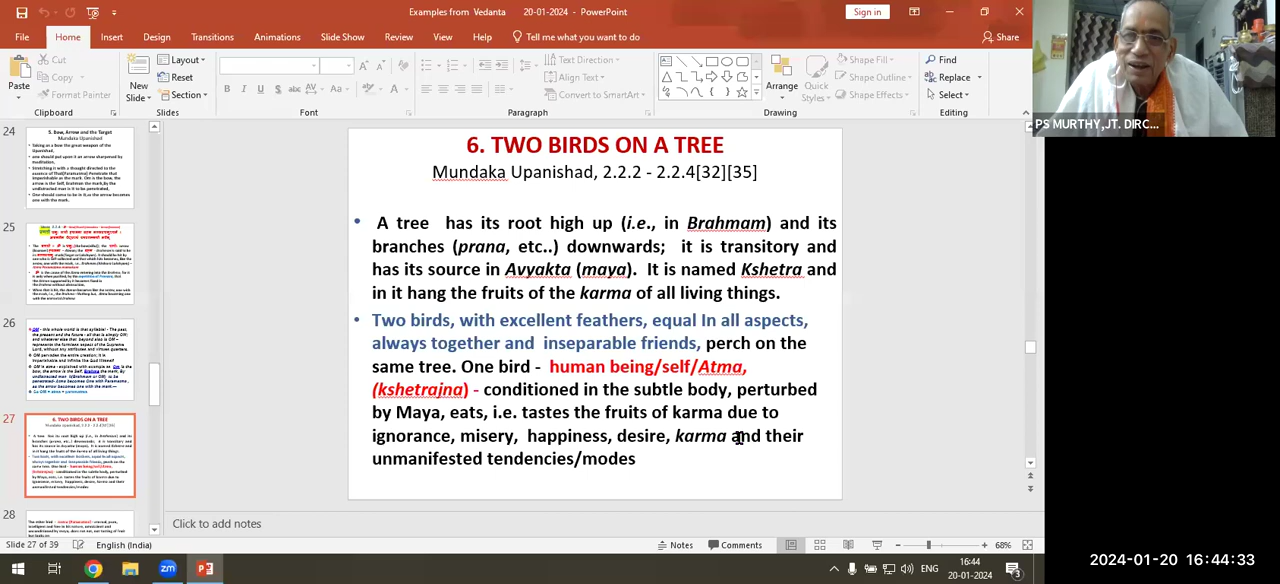 Examples from Vedanta 20-01-2024 - PowerPoint
Sign in
File Home Insert Design Transitions Animations Slide Show Review View Help Tell me what you want to do Share
Paste
Cut
Copy
Format Painter
Clipboard
New Slide
Layout
Reset
Section
Slides
Font
Text Direction
Align Text
Convert to SmartArt
Paragraph
Arrange
Quick Styles
Shape Fill
Shape Outline
Shape Effects
Drawing
Find
Replace
Select
Editing
PS MURTHY,JT. DIRC...
24
5. Bow, Arrow and the Target
Mundaka Upanishad
25
26
27
6. TWO BIRDS ON A TREE
28
6. TWO BIRDS ON A TREE
Mundaka Upanishad, 2.2.2 - 2.2.4[32][35]
• A tree has its root high up (i.e., in Brahmam) and its
branches (prana, etc..) downwards; it is transitory and
has its source in Avyakta (maya). It is named Kshetra and
in it hang the fruits of the karma of all living things.
• Two birds, with excellent feathers, equal In all aspects,
always together and inseparable friends, perch on the
same tree. One bird - human being/self/Atma,
(kshetrajna) - conditioned in the subtle body, perturbed
by Maya, eats, i.e. tastes the fruits of karma due to
ignorance, misery, happiness, desire, karma and their
unmanifested tendencies/modes
Click to add notes
Slide 27 of 39 English (India) Notes Comments 68%
zm
ENG
16:44
20-01-2024
3
2024-01-20 16:44:33